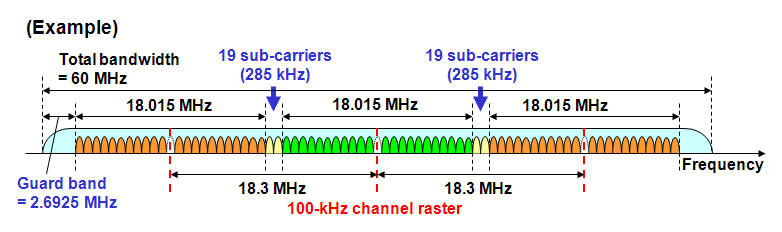 (Example)
Total bandwidth
= 60 MHz
19 sub-carriers
(285 kHz)
19 sub-carriers
(285 kHz)
18.015 MHz
18.015 MHz
18.015 MHz
Frequency
Guard band
= 2.6925 MHz
18.3 MHz
18.3 MHz
100-kHz channel raster